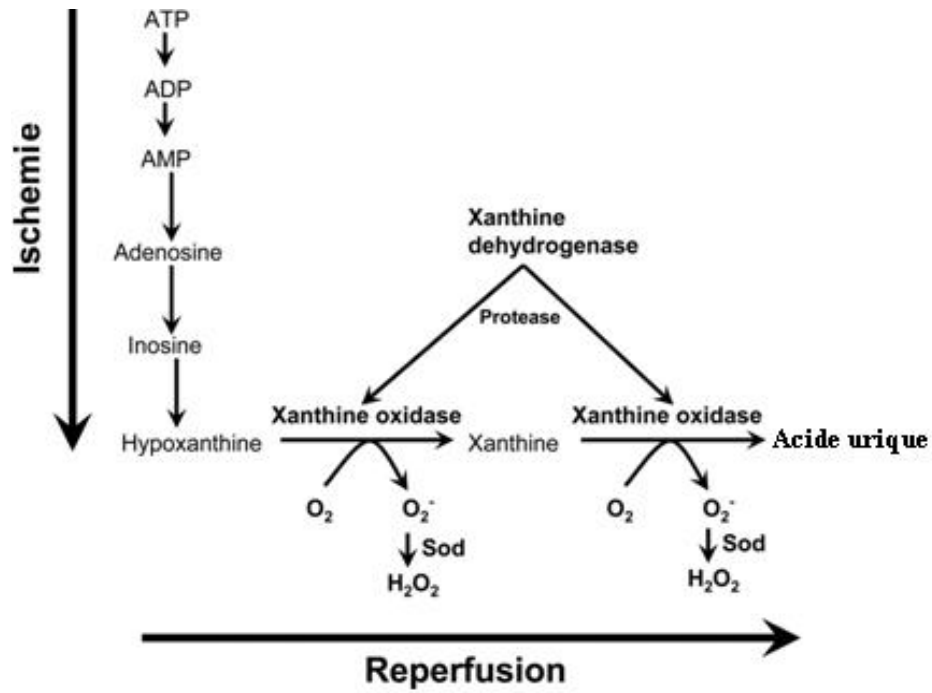 ATP
ADP
AMP
Ischemie
Adenosine
Inosine
Hypoxanthine
Xanthine
dehydrogenase
Protease
Xanthine oxidase
Xanthine oxidase
Xanthine
Acide urique
O₂
O₂⁻
O₂
O₂⁻
Sod
Sod
H₂O₂
H₂O₂
Reperfusion